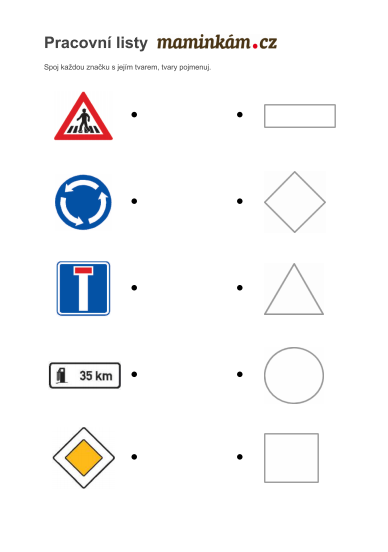 Pracovní listy maminkám.cz
Spoj každou značku s jejím tvarem, tvary pojmenuj.
35 km